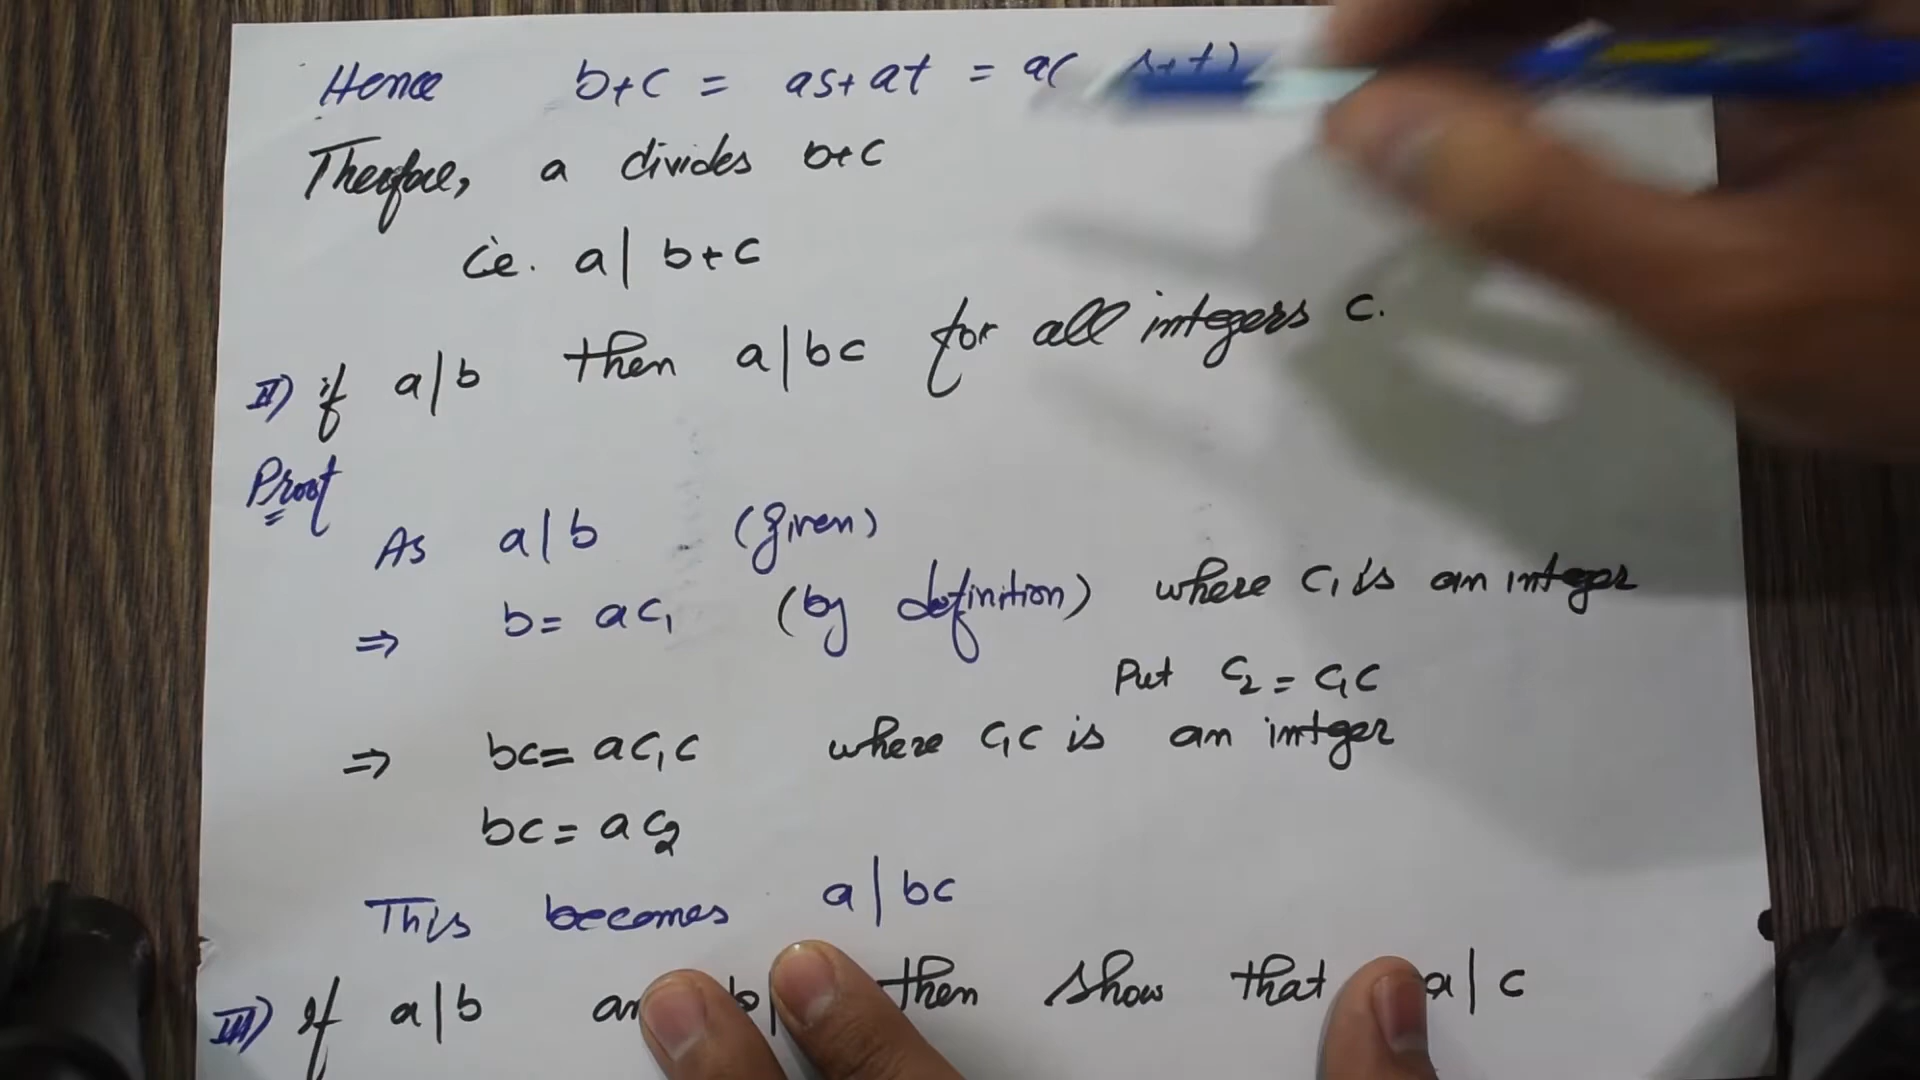 Hence b+c = as+at = a( s+t)
Therefore, a divides b+c
i.e. a | b+c
II) if a|b then a|bc for all integers c.
Proof
As a|b (given)
⇒ b = ac₁ (by definition) where c₁ is an integer
Put c₂ = c₁c
⇒ bc = ac₁c where c₁c is an integer
bc = ac₂
This becomes a | bc
III) if a|b b| then show that a | c